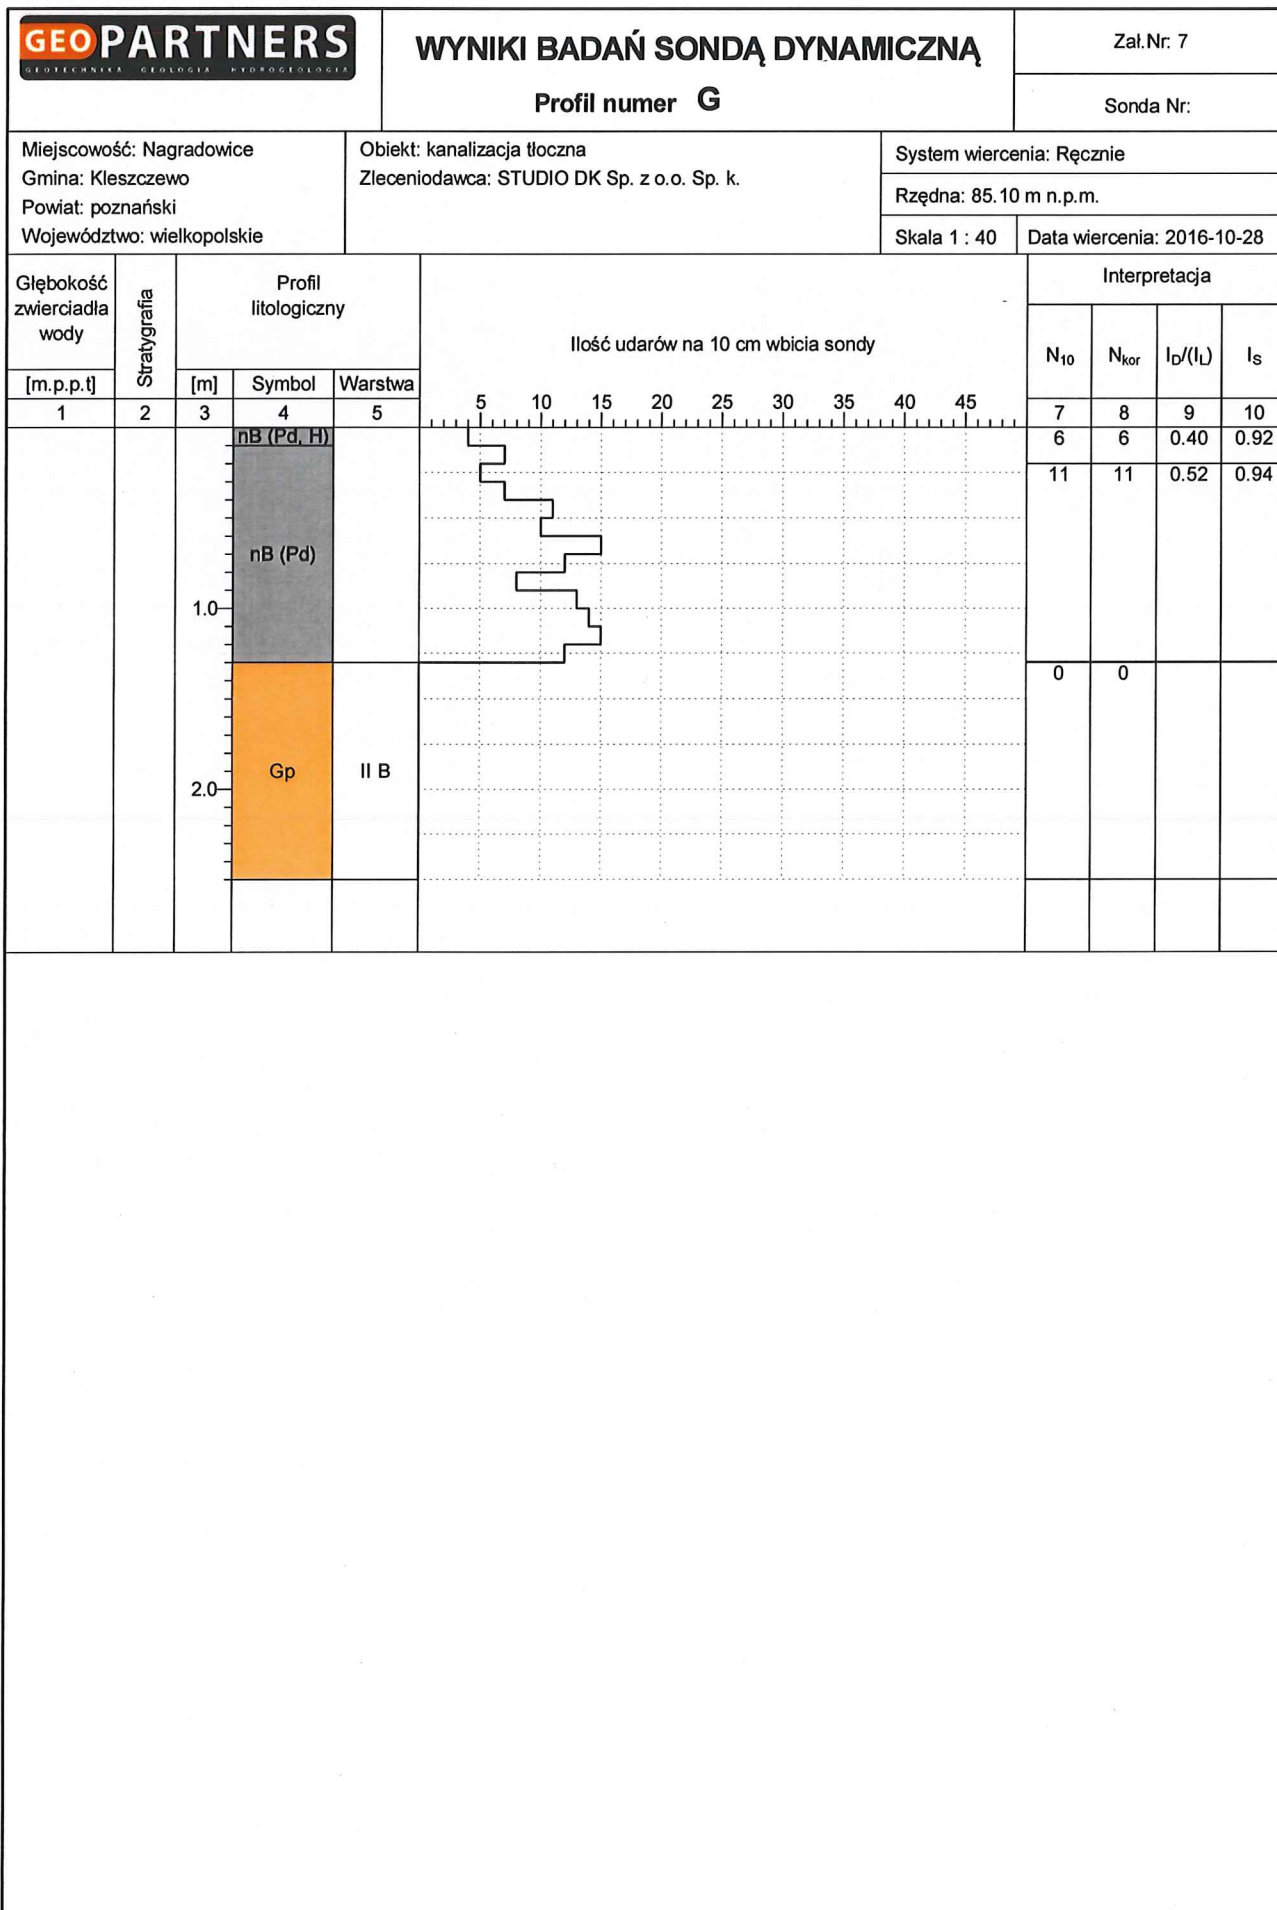 GEOPARTNERS
GEOTECHNIKA GEOLOGIA HYDROGEOLOGIA
WYNIKI BADAŃ SONDĄ DYNAMICZNĄ
Profil numer G
Zał.Nr: 7
Sonda Nr:
Miejscowość: Nagradowice
Gmina: Kleszczewo
Powiat: poznański
Województwo: wielkopolskie
Obiekt: kanalizacja tłoczna
Zleceniodawca: STUDIO DK Sp. z o.o. Sp. k.
System wiercenia: Ręcznie
Rzędna: 85.10 m n.p.m.
Skala 1 : 40
Data wiercenia: 2016-10-28
Głębokość
zwierciadła
wody
[m.p.p.t]
Stratygrafia
Profil
litologiczny
[m] Symbol Warstwa
Ilość udarów na 10 cm wbicia sondy
5 10 15 20 25 30 35 40 45
Interpretacja
N10 Nkor ID/(IL) IS
1 2 3 4 5 7 8 9 10
nB (Pd, H)
6 6 0.40 0.92
11 11 0.52 0.94
nB (Pd)
1.0
0 0
Gp II B
2.0